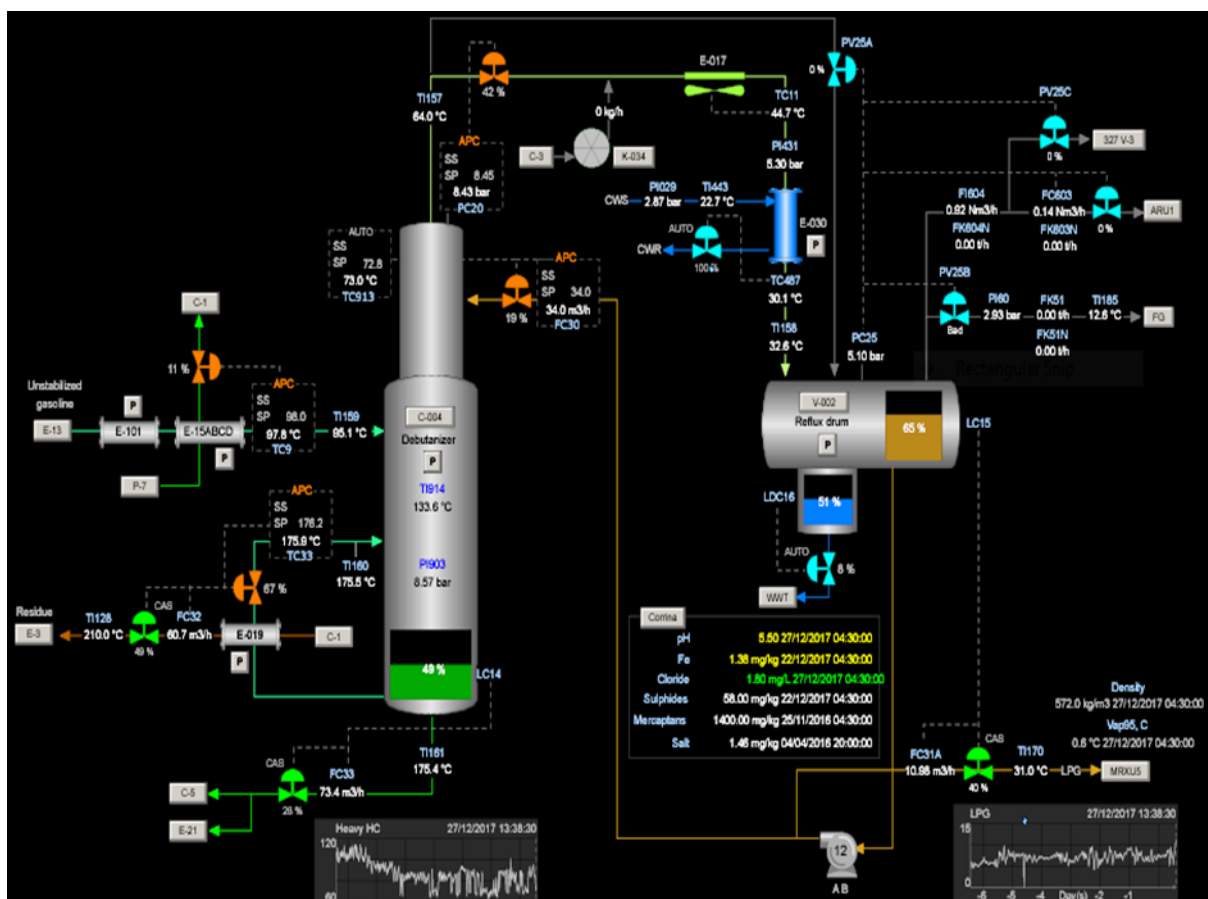 PV25A
0 %
E-017
TI157
64.0 °C
42 %
0 kg/h
TC11
44.7 °C
PV25C
0 %
327 V-3
APC
SS
SP 8.45
8.43 bar
PC20
C-3
K-034
PI431
5.30 bar
CWS
PI029
2.87 bar
TI443
22.7 °C
E-030
P
AUTO
CWR
100 %
FI604
0.92 Nm3/h
FK604N
0.00 t/h
FC603
0.14 Nm3/h
FK603N
0.00 t/h
0 %
ARU1
AUTO
SS
SP 72.8
73.0 °C
TC913
APC
SS
SP 34.0
34.0 m3/h
FC30
19 %
TC487
30.1 °C
TI158
32.6 °C
PV25B
Bad
PI60
2.93 bar
FK51
0.00 t/h
FK51N
0.00 t/h
TI185
12.6 °C
FG
PC25
5.10 bar
Rectangular Snip
C-1
11 %
Unstabilized
gasoline
E-13
P
E-101
E-15ABCD
P
APC
SS
SP 98.0
97.8 °C
TC9
TI159
95.1 °C
P-7
C-004
Debutanizer
P
TI914
133.6 °C
PI903
8.57 bar
49 %
LC14
V-002
Reflux drum
P
65 %
LC15
LDC16
51 %
AUTO
8 %
WWT
APC
SS
SP 176.2
175.9 °C
TC33
TI160
175.5 °C
67 %
Residue
E-3
TI128
210.0 °C
CAS
49 %
FC32
60.7 m3/h
E-019
P
C-1
Corrina
pH 5.50 27/12/2017 04:30:00
Fe 1.38 mg/kg 22/12/2017 04:30:00
Cloride 1.80 mg/L 27/12/2017 04:30:00
Sulphides 58.00 mg/kg 22/12/2017 04:30:00
Mercaptans 1400.00 mg/kg 25/11/2016 04:30:00
Salt 1.46 mg/kg 04/04/2016 20:00:00
TI161
175.4 °C
CAS
FC33
73.4 m3/h
C-5
E-21
Density
572.0 kg/m3 27/12/2017 04:30:00
Vap95, C
0.6 °C 27/12/2017 04:30:00
FC31A
10.98 m3/h
CAS
40 %
TI170
31.0 °C
LPG
MRXU5
Heavy HC 27/12/2017 13:38:30
120
60
12
A B
LPG 27/12/2017 13:38:30
15
0
-6 -5 -4 Day(s) -2 -1